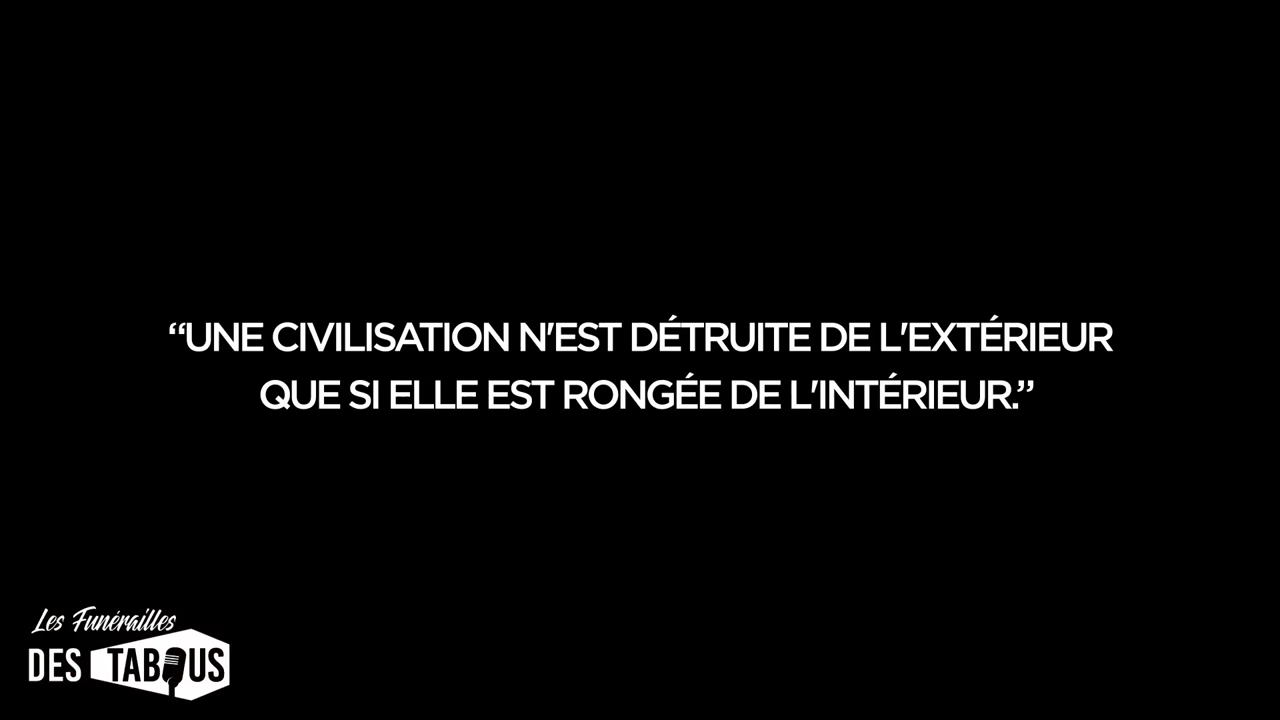 “UNE CIVILISATION N'EST DÉTRUITE DE L'EXTÉRIEUR
QUE SI ELLE EST RONGÉE DE L'INTÉRIEUR.”
Les Funérailles
DES TABOUS